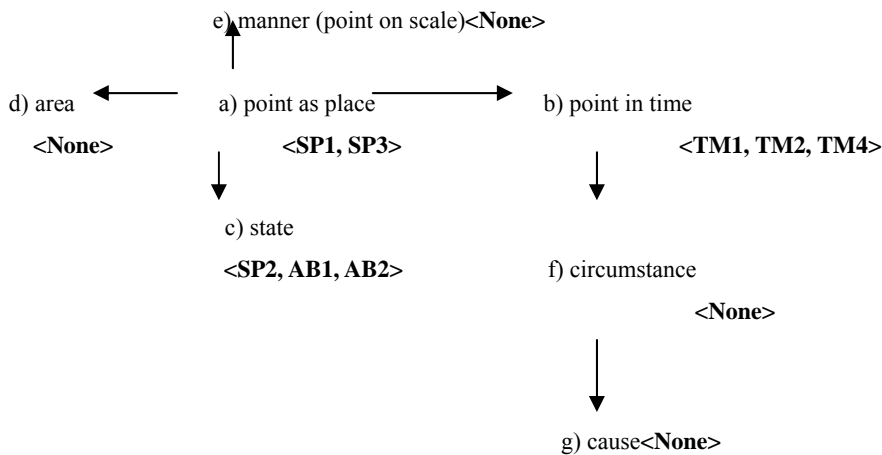 e) manner (point on scale)<None>
d) area a) point as place b) point in time
<None> <SP1, SP3> <TM1, TM2, TM4>
c) state
<SP2, AB1, AB2> f) circumstance
<None>
g) cause<None>